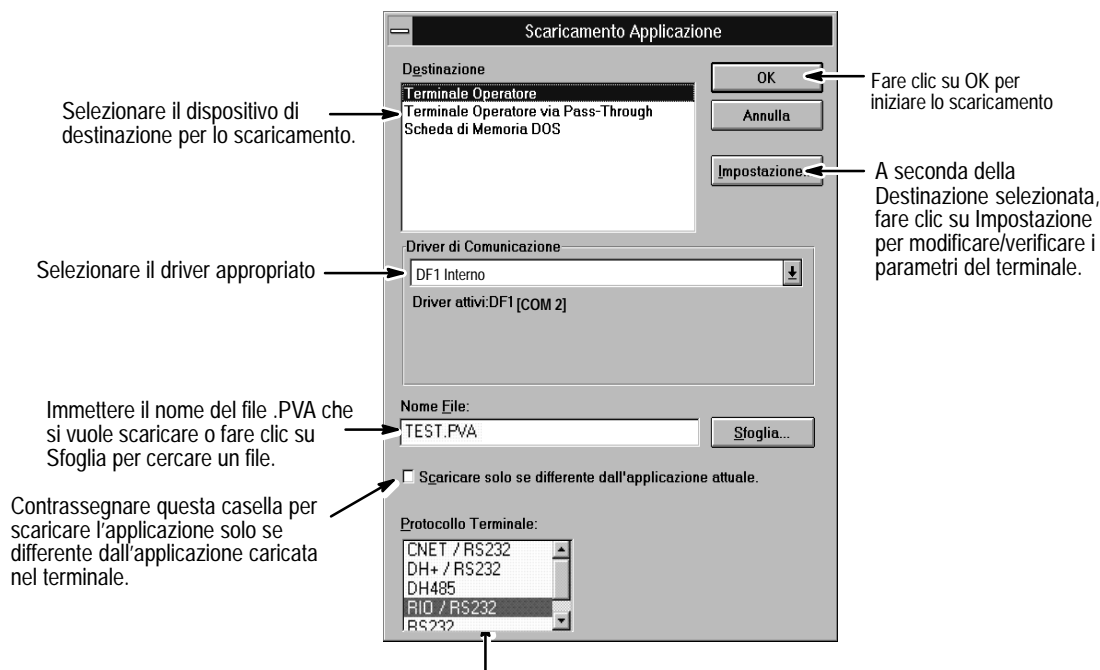 Scaricamento Applicazione
Destinazione
Terminale Operatore
Terminale Operatore via Pass-Through
Scheda di Memoria DOS
OK
Annulla
Impostazione...
Fare clic su OK per
iniziare lo scaricamento
Selezionare il dispositivo di
destinazione per lo scaricamento.
A seconda della
Destinazione selezionata,
fare clic su Impostazione
per modificare/verificare i
parametri del terminale.
Driver di Comunicazione
Selezionare il driver appropriato
DF1 Interno
Driver attivi:DF1 [COM 2]
Immettere il nome del file .PVA che
si vuole scaricare o fare clic su
Sfoglia per cercare un file.
Nome File:
TEST.PVA
Sfoglia...
Scaricare solo se differente dall'applicazione attuale.
Contrassegnare questa casella per
scaricare l'applicazione solo se
differente dall'applicazione caricata
nel terminale.
Protocollo Terminale:
CNET / RS232
DH+ / RS232
DH485
RIO / RS232
RS232